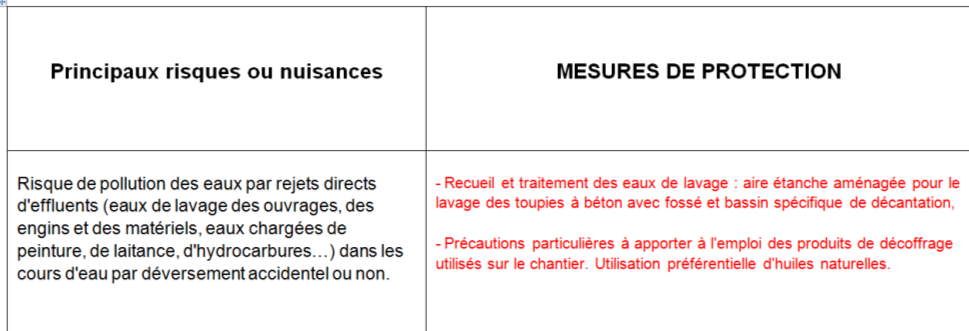 Principaux risques ou nuisances
MESURES DE PROTECTION
Risque de pollution des eaux par rejets directs
d'effluents (eaux de lavage des ouvrages, des
engins et des matériels, eaux chargées de
peinture, de laitance, d'hydrocarbures…) dans les
cours d'eau par déversement accidentel ou non.
- Recueil et traitement des eaux de lavage : aire étanche aménagée pour le
lavage des toupies à béton avec fossé et bassin spécifique de décantation,
- Précautions particulières à apporter à l'emploi des produits de décoffrage
utilisés sur le chantier. Utilisation préférentielle d'huiles naturelles.